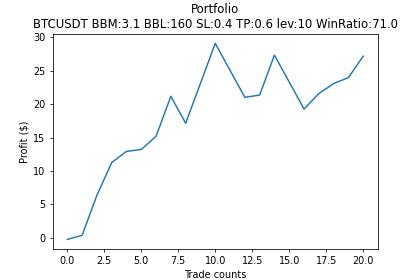 Portfolio
BTCUSDT BBM:3.1 BBL:160 SL:0.4 TP:0.6 lev:10 WinRatio:71.0
30
25
20
15
10
5
0
Profit ($)
0.0 2.5 5.0 7.5 10.0 12.5 15.0 17.5 20.0
Trade counts